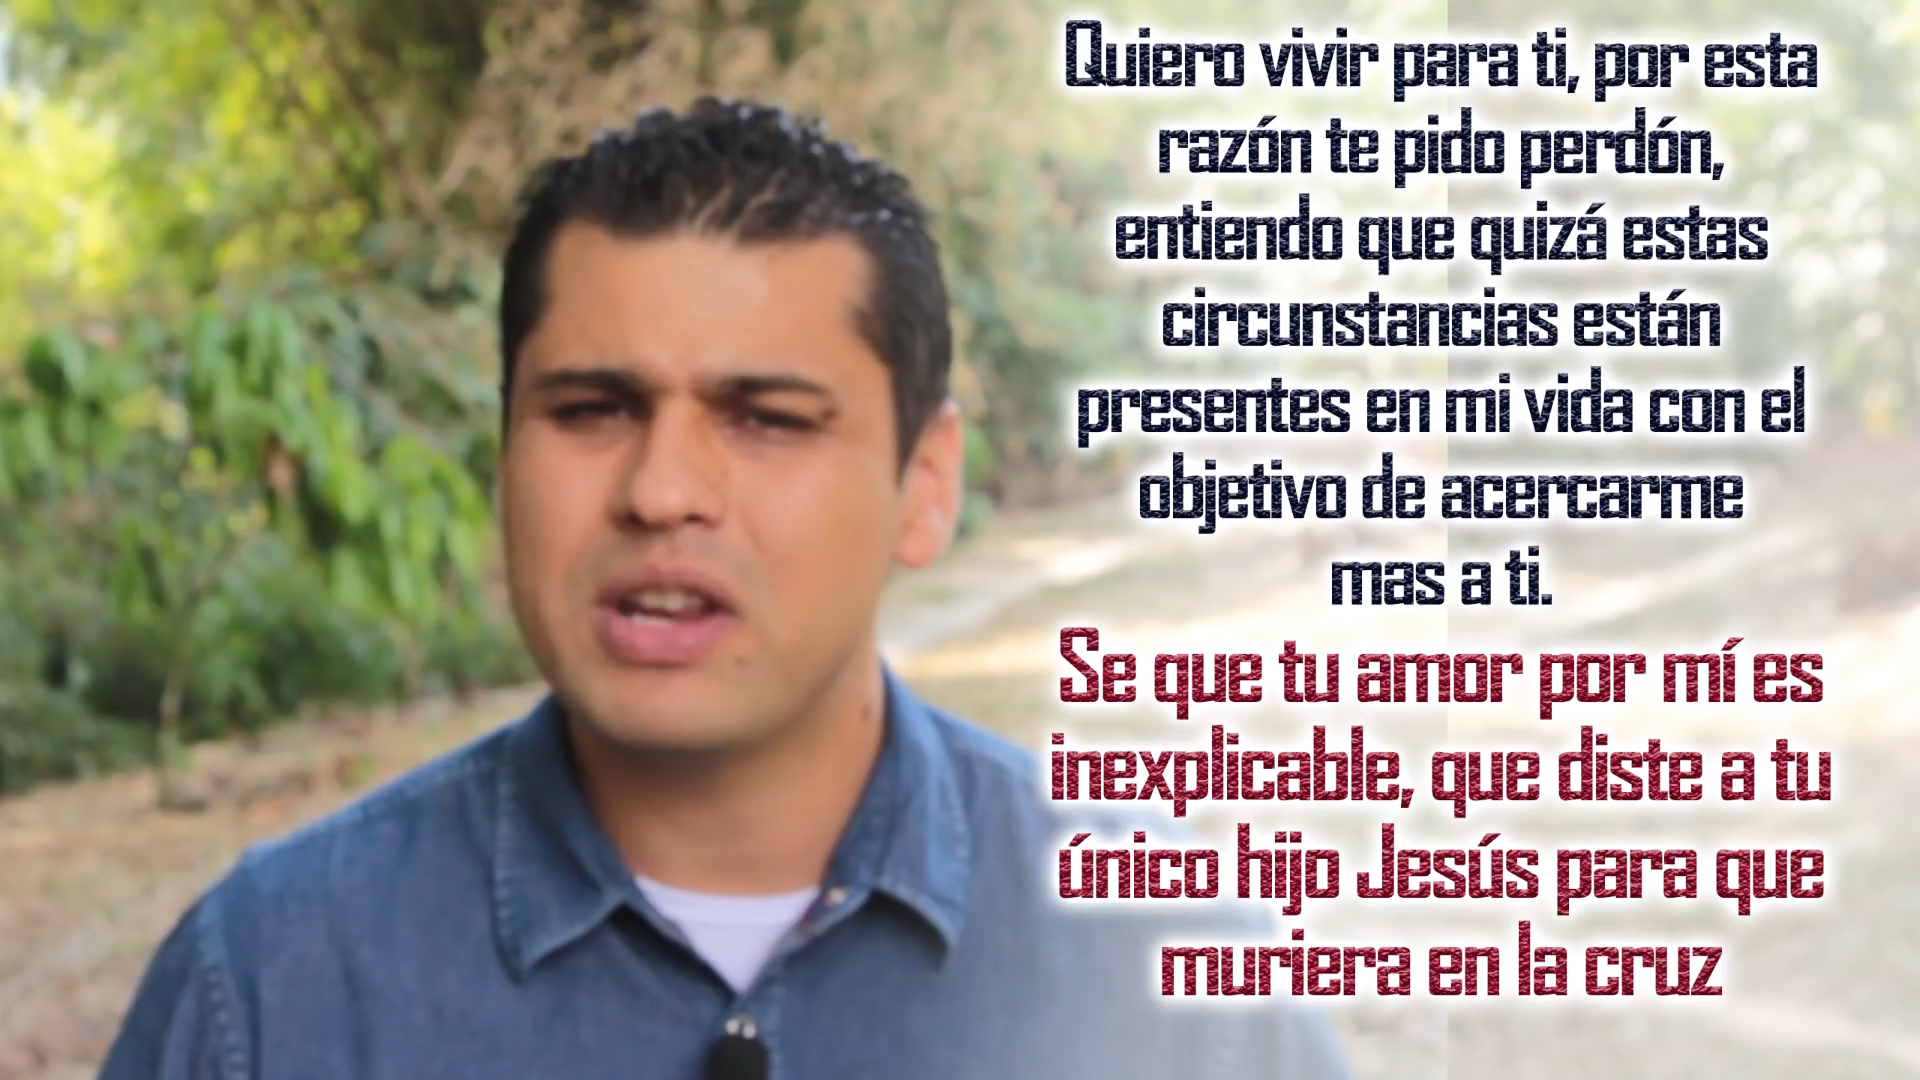 Quiero vivir para ti, por esta
razón te pido perdón,
entiendo que quizá estas
circunstancias están
presentes en mi vida con el
objetivo de acercarme
mas a ti.
Se que tu amor por mí es
inexplicable, que diste a tu
único hijo Jesús para que
muriera en la cruz